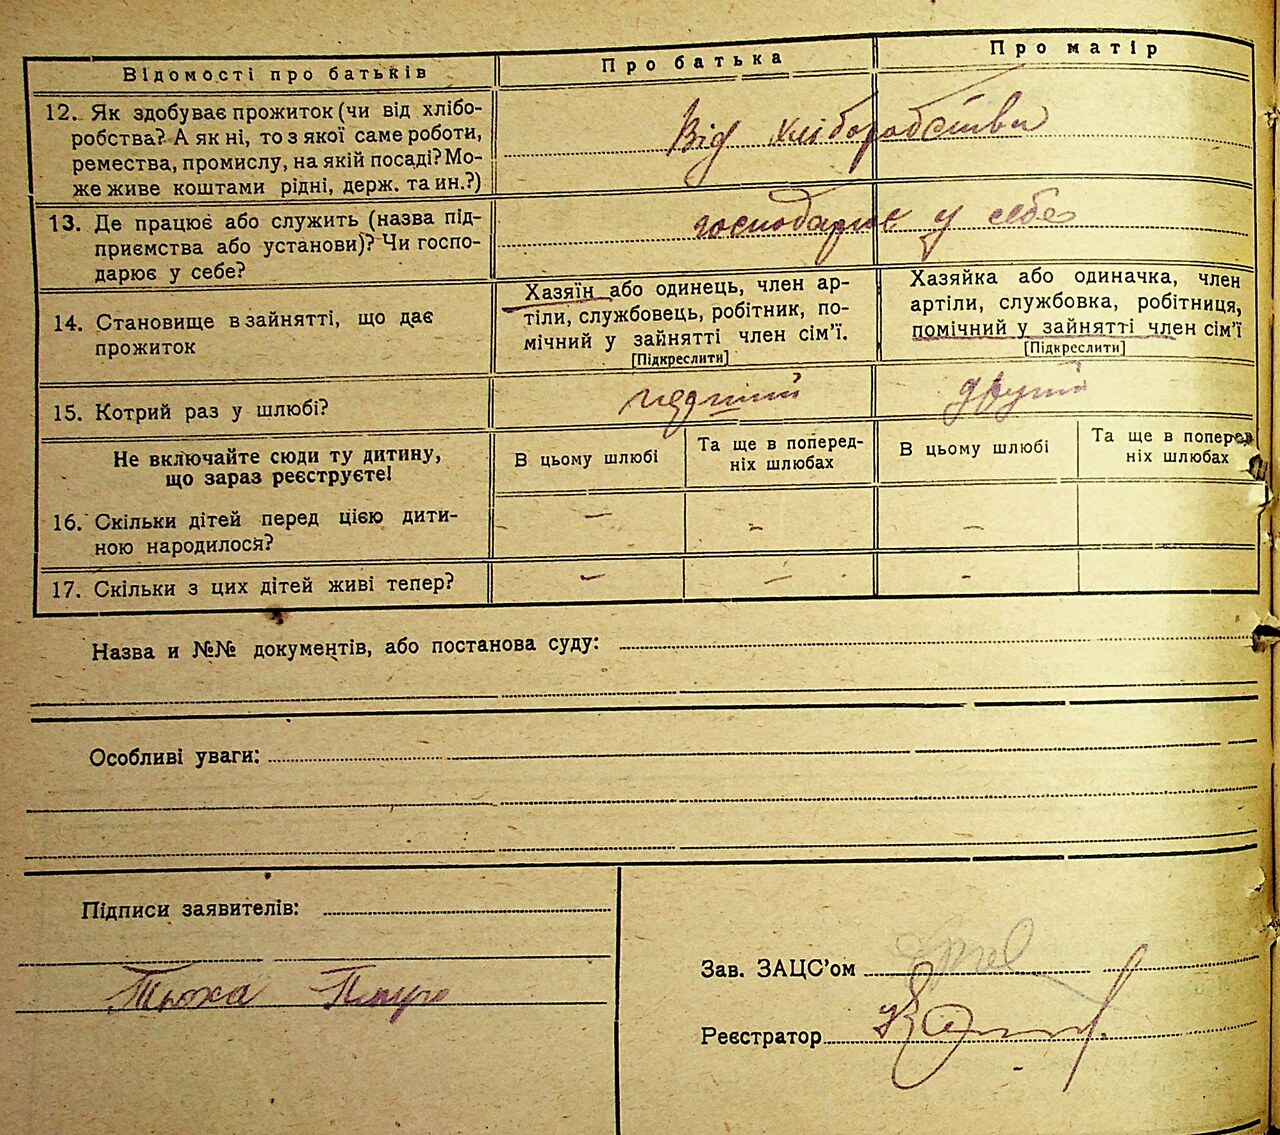 Відомості про батьків
Про батька
Про матір
12. Як здобуває прожиток (чи від хлібо-
робства? А як ні, то з якої саме роботи,
ремества, промислу, на якій посаді? Мо-
же живе коштами рідні, держ. та ин.?)
Від хліборобства
13. Де працює або служить (назва під-
приємства або установи)? Чи госпо-
дарює у себе?
господарює у себе
14. Становище в зайнятті, що дає
прожиток
Хазяїн або одинець, член ар-
тіли, службовець, робітник, по-
мічний у зайнятті член сім'ї.
[Підкреслити]
Хазяйка або одиначка, член
артіли, службовка, робітниця,
помічний у зайнятті член сім'ї
[Підкреслити]
15. Котрий раз у шлюбі?
другий
Не включайте сюди ту дитину,
що зараз реєструєте!
В цьому шлюбі
Та ще в поперед-
ніх шлюбах
В цьому шлюбі
Та ще в поперед
ніх шлюбах
16. Скільки дітей перед цією дити-
ною народилося?
–
–
–
17. Скільки з цих дітей живі тепер?
–
–
–
Назва и №№ документів, або постанова суду:
Особливі уваги:
Підписи заявителів:
Зав. ЗАЦС'ом
Реєстратор